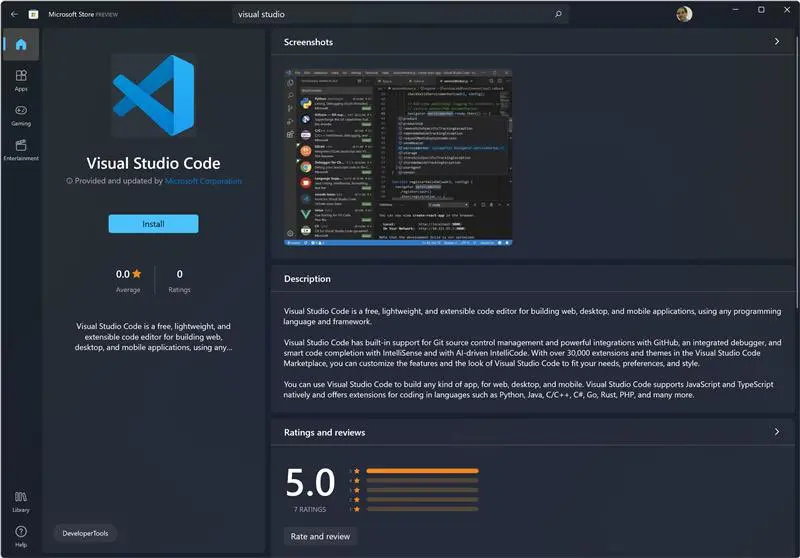 Microsoft Store PREVIEW
visual studio
Apps
Gaming
Entertainment
Library
Help
Visual Studio Code
Provided and updated by Microsoft Corporation
Install
0.0
Average
0
Ratings
Visual Studio Code is a free, lightweight, and
extensible code editor for building web,
desktop, and mobile applications, using any...
DeveloperTools
Screenshots
Description
Visual Studio Code is a free, lightweight, and extensible code editor for building web, desktop, and mobile applications, using any programming
language and framework.
Visual Studio Code has built-in support for Git source control management and powerful integrations with GitHub, an integrated debugger, and
smart code completion with IntelliSense and with AI-driven IntelliCode. With over 30,000 extensions and themes in the Visual Studio Code
Marketplace, you can customize the features and the look of Visual Studio Code to fit your needs, preferences, and style.
You can use Visual Studio Code to build any kind of app, for web, desktop, and mobile. Visual Studio Code supports JavaScript and TypeScript
natively and offers extensions for coding in languages such as Python, Java, C/C++, C#, Go, Rust, PHP, and many more.
Ratings and reviews
5.0
7 RATINGS
5
4
3
2
1
Rate and review